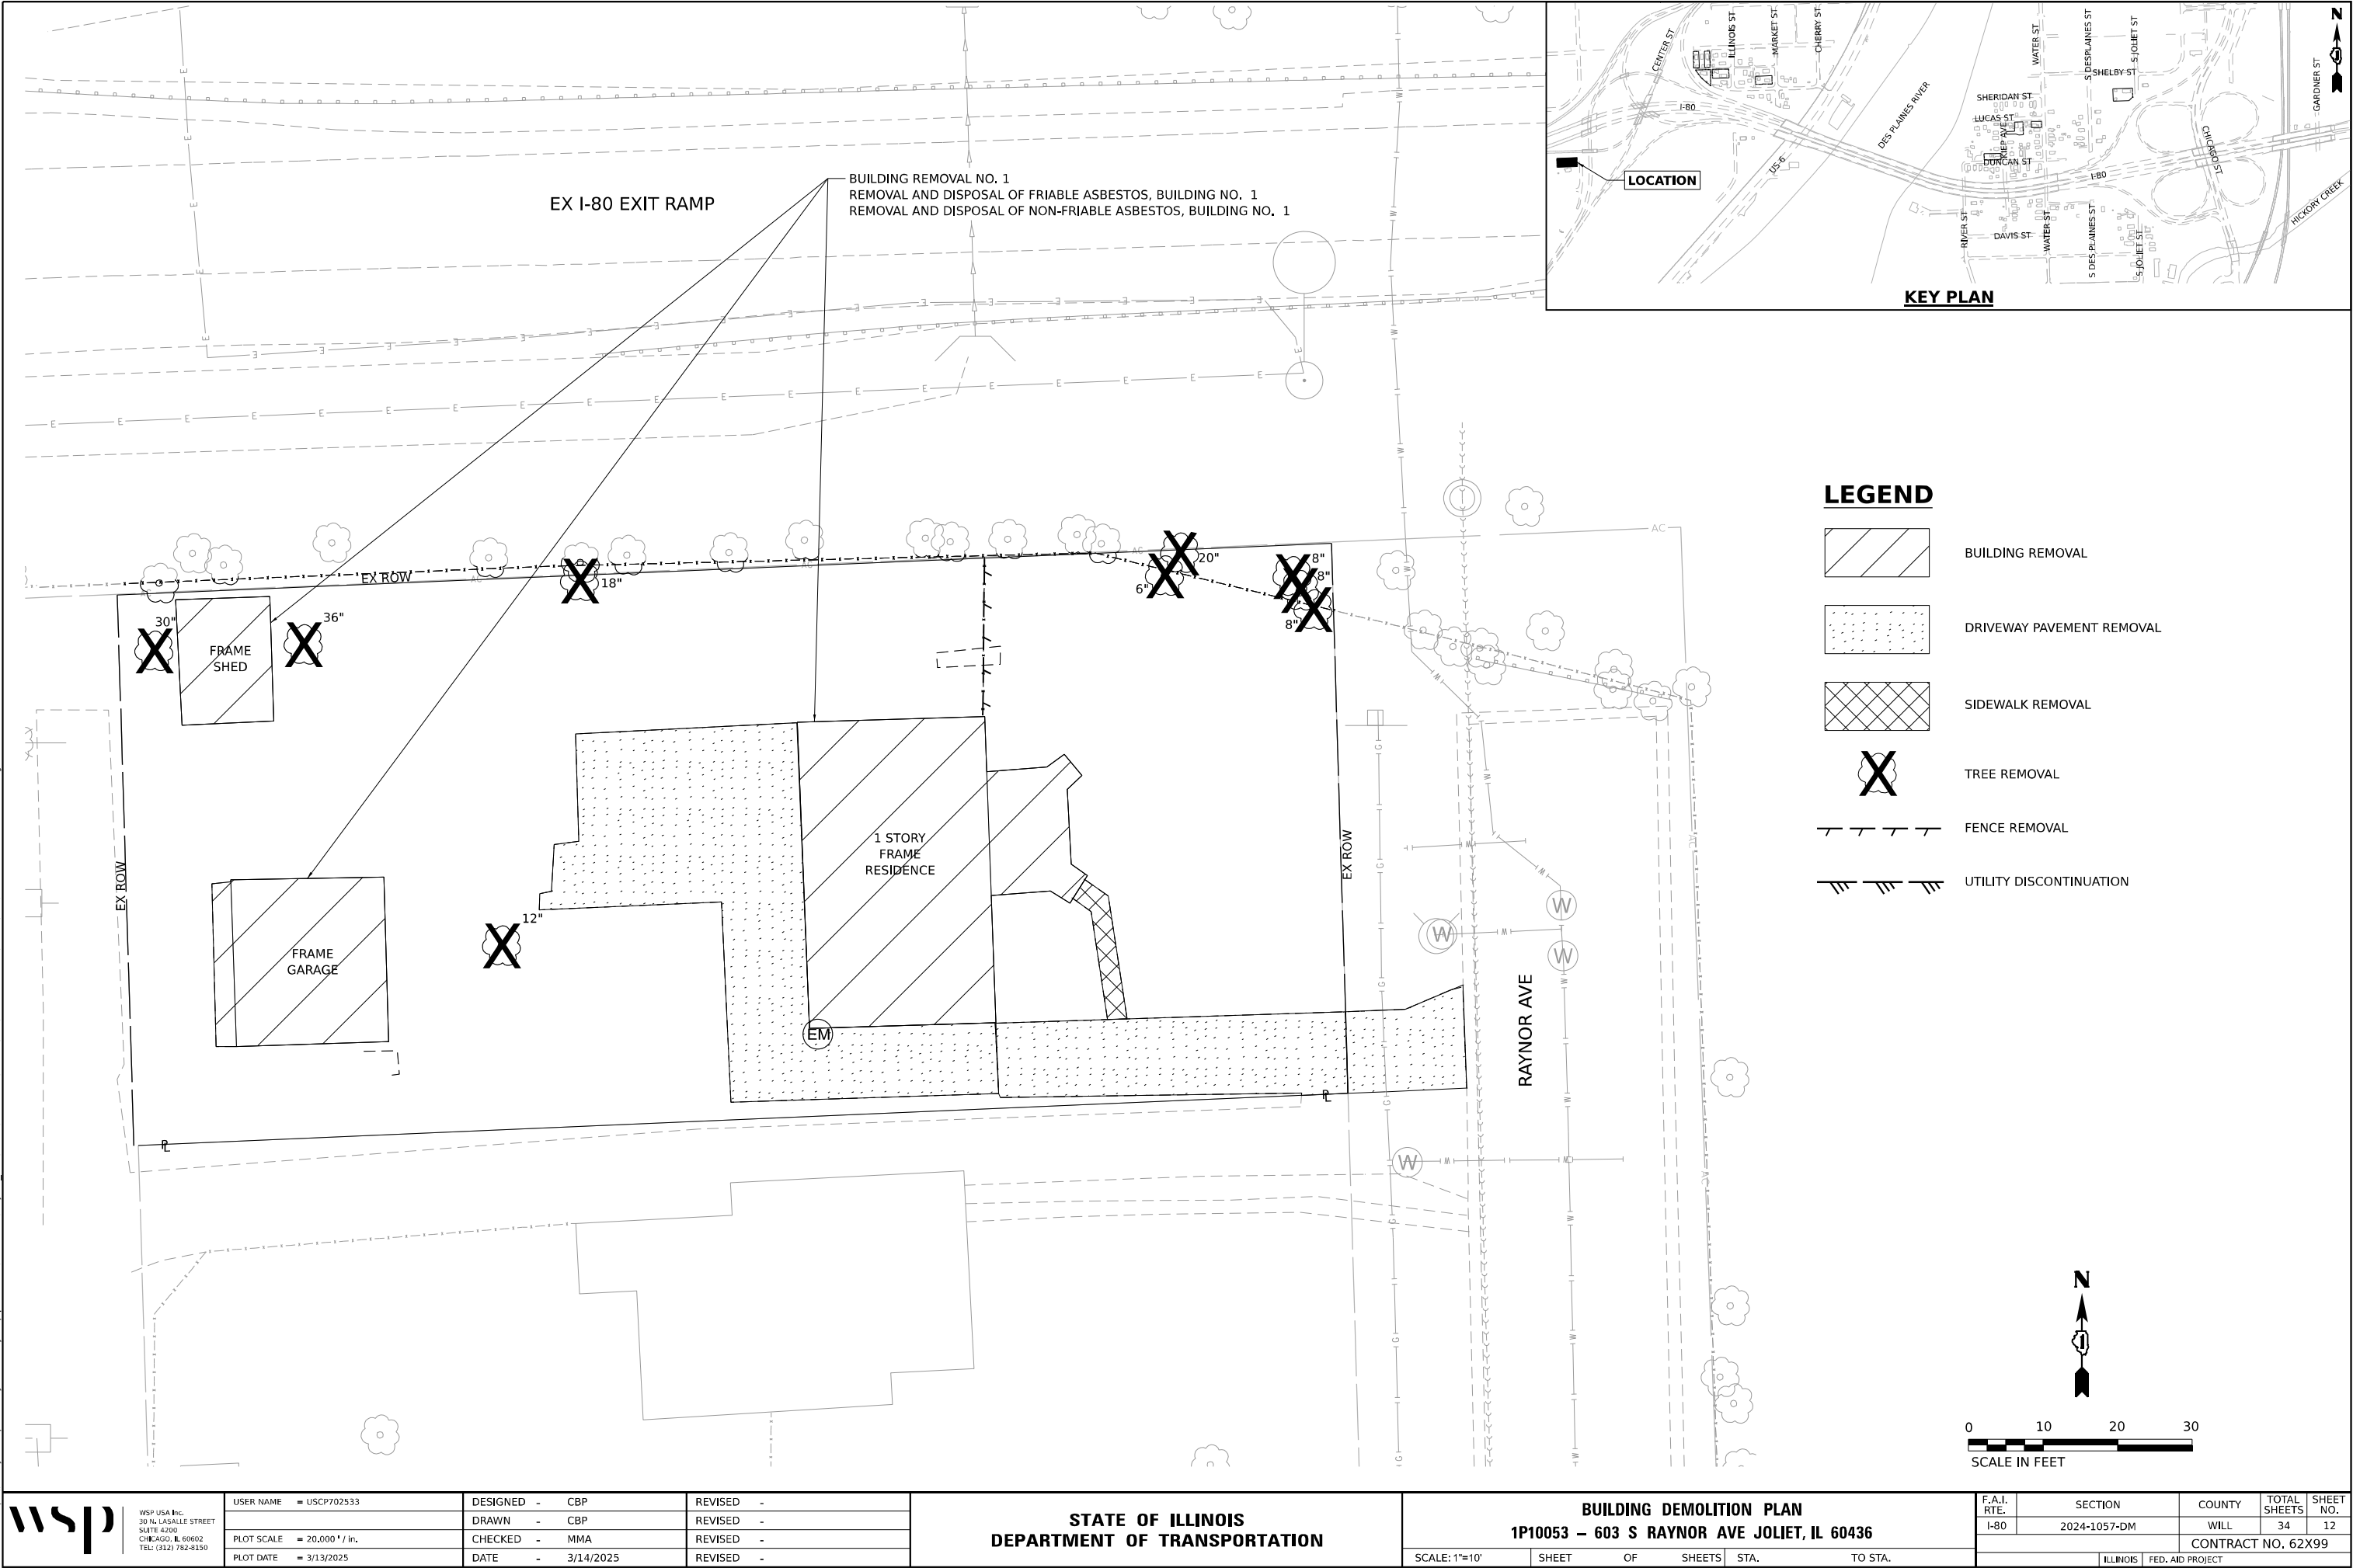 CENTER ST
ILLINOIS ST
MARKET ST
CHERRY ST
I-80
US-6
DES PLAINES RIVER
WATER ST
S DESPLAINES ST
S JOLIET ST
SHELBY ST
SHERIDAN ST
LUCAS ST
KIEP AVE
DUNCAN ST
I-80
CHICAGO ST
GARDNER ST
HICKORY CREEK
RIVER ST
DAVIS ST
WATER ST
S DES PLAINES ST
S JOLIET ST
N
LOCATION
KEY PLAN
BUILDING REMOVAL NO. 1
REMOVAL AND DISPOSAL OF FRIABLE ASBESTOS, BUILDING NO. 1
REMOVAL AND DISPOSAL OF NON-FRIABLE ASBESTOS, BUILDING NO. 1
EX I-80 EXIT RAMP
EX ROW
30"
36"
18"
20"
6"
8"
8"
8"
FRAME
SHED
1 STORY
FRAME
RESIDENCE
EX ROW
EX ROW
12"
FRAME
GARAGE
EM
RAYNOR AVE
PL
PL
W
W
W
W
AC
LEGEND
BUILDING REMOVAL
DRIVEWAY PAVEMENT REMOVAL
SIDEWALK REMOVAL
TREE REMOVAL
FENCE REMOVAL
UTILITY DISCONTINUATION
N
0 10 20 30
SCALE IN FEET
wsp
WSP USA Inc.
30 N. LASALLE STREET
SUITE 4200
CHICAGO, IL 60602
TEL: (312) 782-8150
USER NAME = USCP702533
PLOT SCALE = 20.000 ' / in.
PLOT DATE = 3/13/2025
DESIGNED - CBP
DRAWN - CBP
CHECKED - MMA
DATE - 3/14/2025
REVISED -
REVISED -
REVISED -
REVISED -
STATE OF ILLINOIS
DEPARTMENT OF TRANSPORTATION
BUILDING DEMOLITION PLAN
1P10053 – 603 S RAYNOR AVE JOLIET, IL 60436
SCALE: 1"=10' SHEET OF SHEETS STA. TO STA.
F.A.I. RTE. SECTION COUNTY TOTAL SHEETS SHEET NO.
I-80 2024-1057-DM WILL 34 12
CONTRACT NO. 62X99
ILLINOIS FED. AID PROJECT